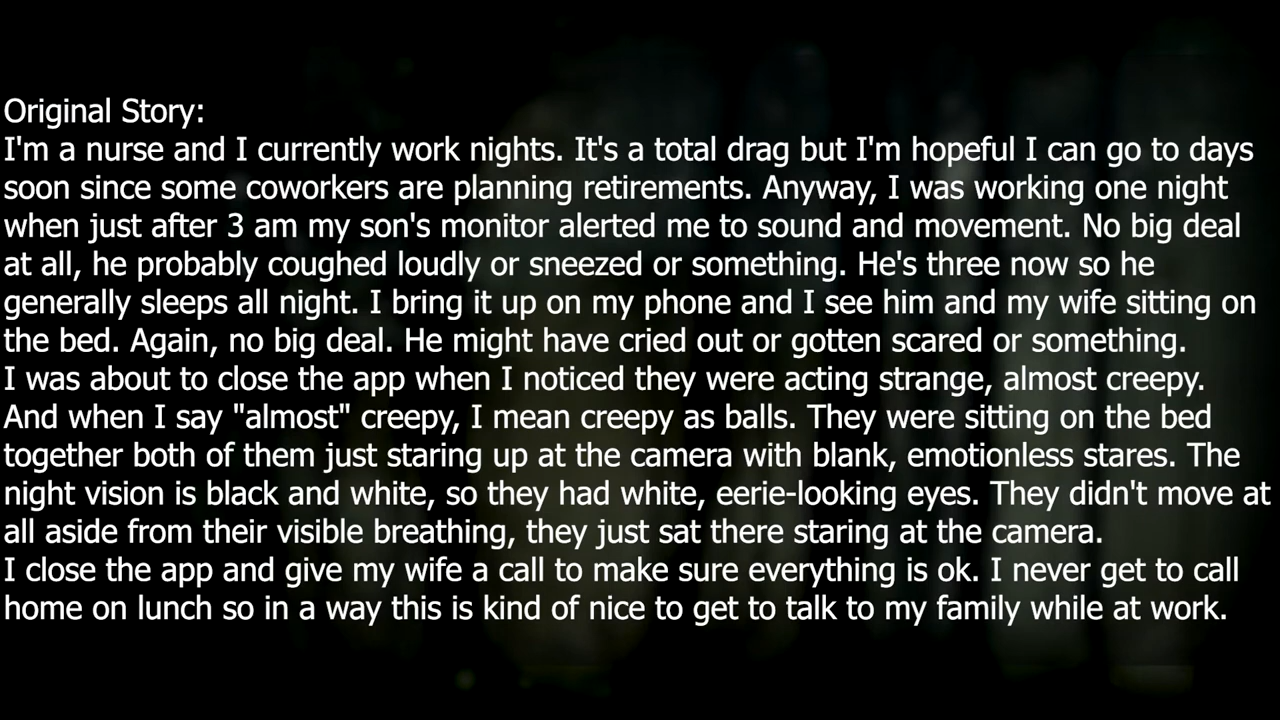 Original Story:
I'm a nurse and I currently work nights. It's a total drag but I'm hopeful I can go to days
soon since some coworkers are planning retirements. Anyway, I was working one night
when just after 3 am my son's monitor alerted me to sound and movement. No big deal
at all, he probably coughed loudly or sneezed or something. He's three now so he
generally sleeps all night. I bring it up on my phone and I see him and my wife sitting on
the bed. Again, no big deal. He might have cried out or gotten scared or something.
I was about to close the app when I noticed they were acting strange, almost creepy.
And when I say "almost" creepy, I mean creepy as balls. They were sitting on the bed
together both of them just staring up at the camera with blank, emotionless stares. The
night vision is black and white, so they had white, eerie-looking eyes. They didn't move at
all aside from their visible breathing, they just sat there staring at the camera.
I close the app and give my wife a call to make sure everything is ok. I never get to call
home on lunch so in a way this is kind of nice to get to talk to my family while at work.